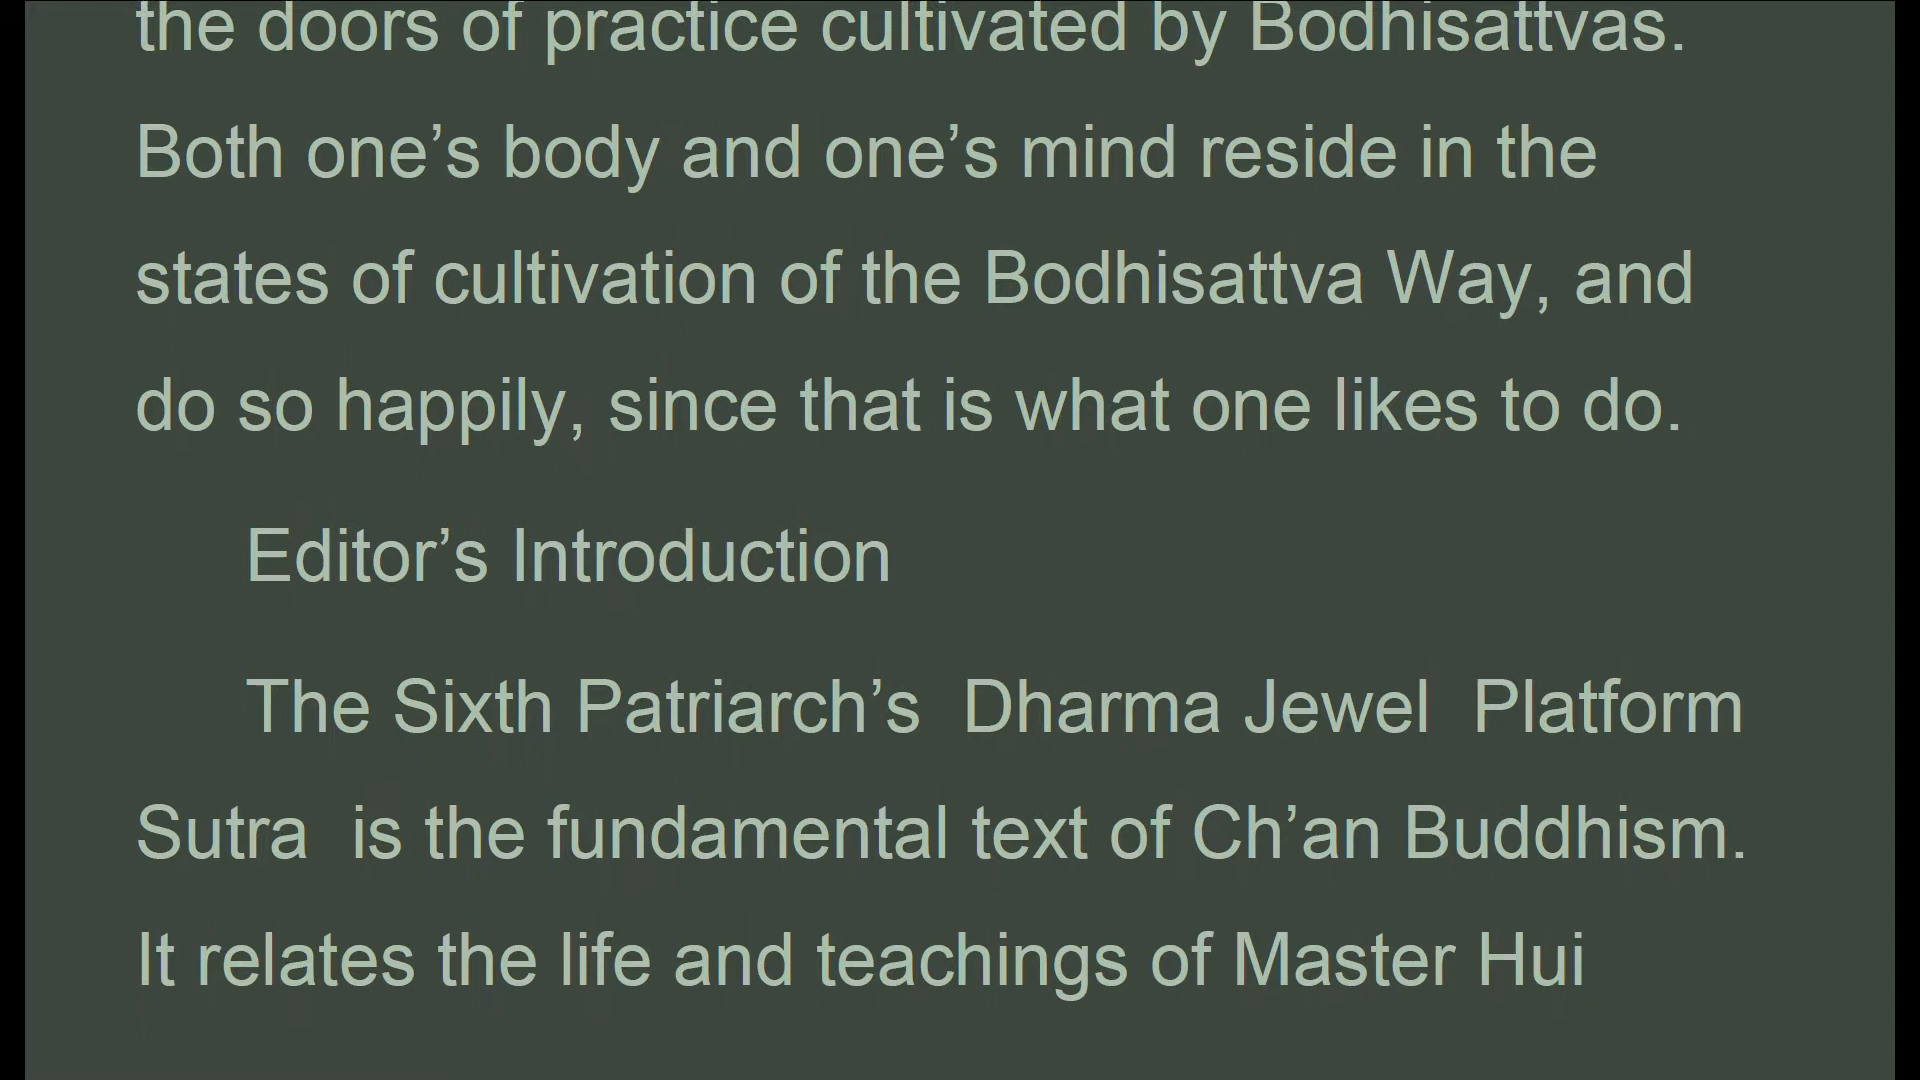 the doors of practice cultivated by Bodhisattvas.
Both one’s body and one’s mind reside in the
states of cultivation of the Bodhisattva Way, and
do so happily, since that is what one likes to do.
Editor’s Introduction
The Sixth Patriarch’s  Dharma Jewel  Platform
Sutra  is the fundamental text of Ch’an Buddhism.
It relates the life and teachings of Master Hui